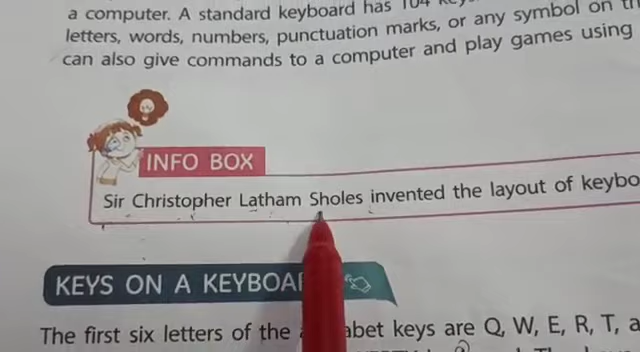 a computer. A standard keyboard has 104
letters, words, numbers, punctuation marks, or any symbol on
can also give commands to a computer and play games using
INFO BOX
Sir Christopher Latham Sholes invented the layout of keybo
KEYS ON A KEYBOA
The first six letters of the abet keys are Q, W, E, R, T, a